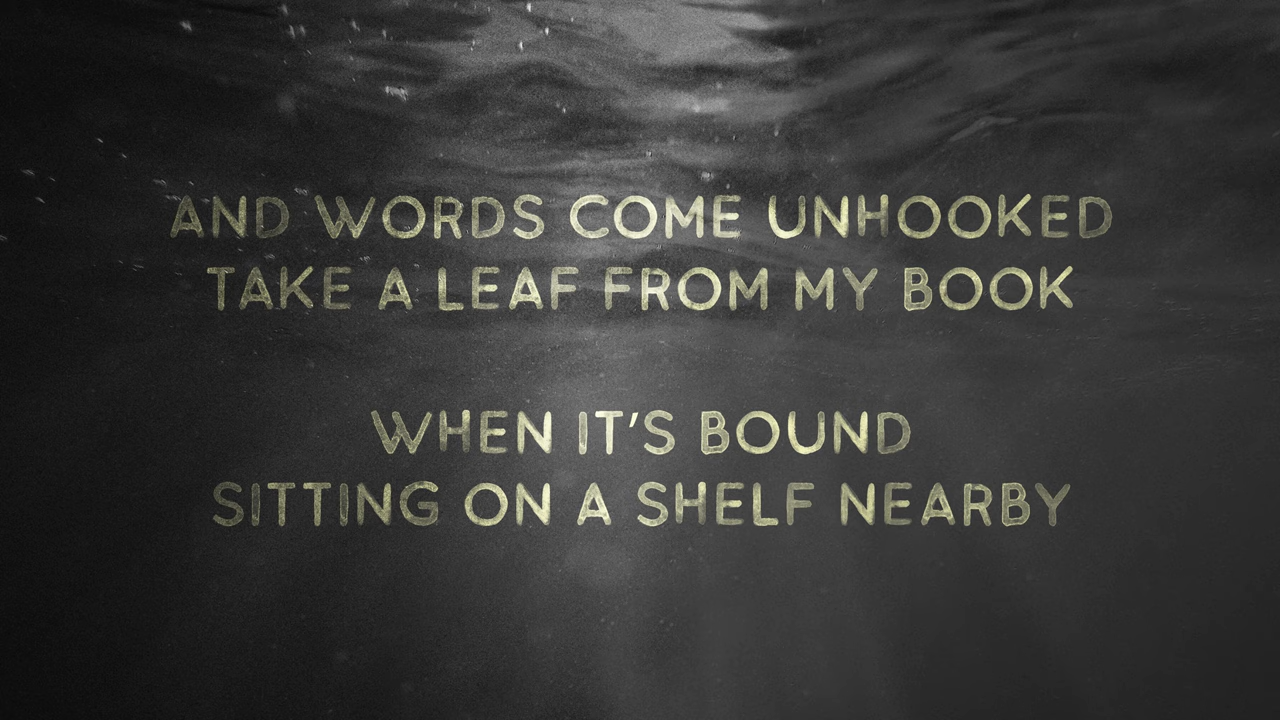 AND WORDS COME UNHOOKED
TAKE A LEAF FROM MY BOOK
WHEN IT'S BOUND
SITTING ON A SHELF NEARBY